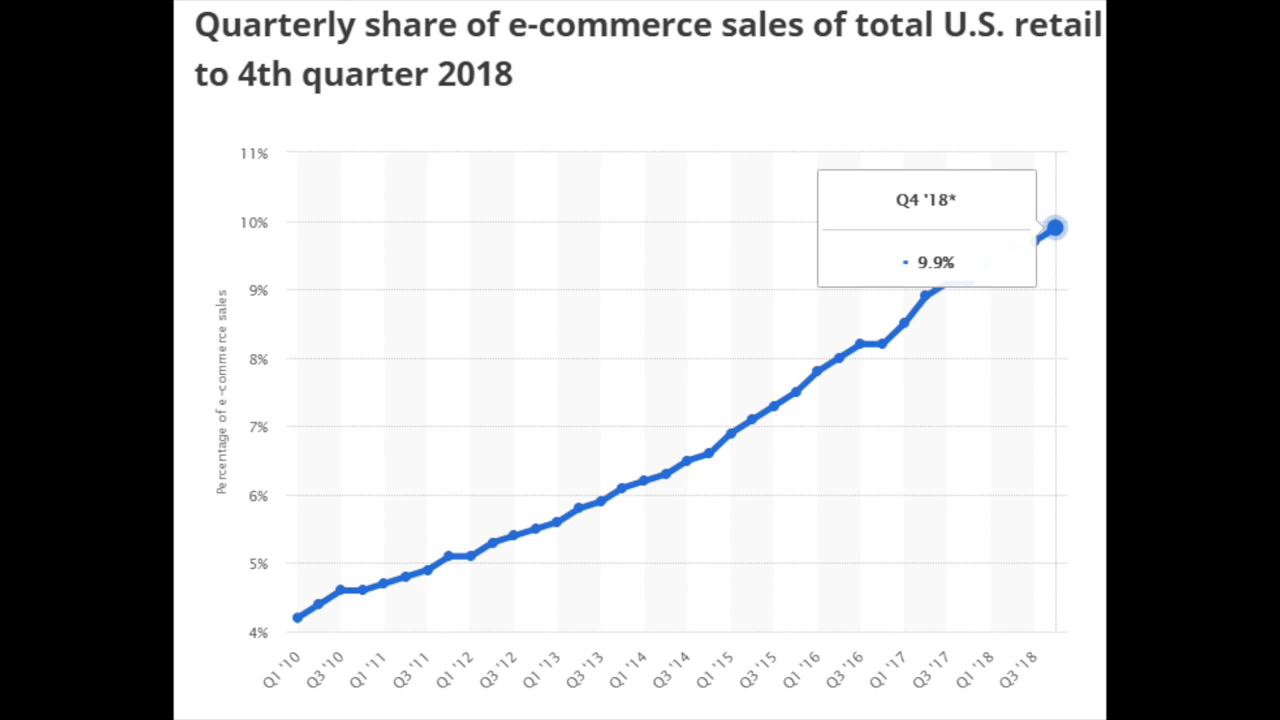 Quarterly share of e-commerce sales of total U.S. retail
to 4th quarter 2018
11%
10%
9%
8%
7%
6%
5%
4%
Percentage of e-commerce sales
Q4 '18*
9.9%
Q1 '10
Q3 '10
Q1 '11
Q3 '11
Q1 '12
Q3 '12
Q1 '13
Q3 '13
Q1 '14
Q3 '14
Q1 '15
Q3 '15
Q1 '16
Q3 '16
Q1 '17
Q3 '17
Q1 '18
Q3 '18